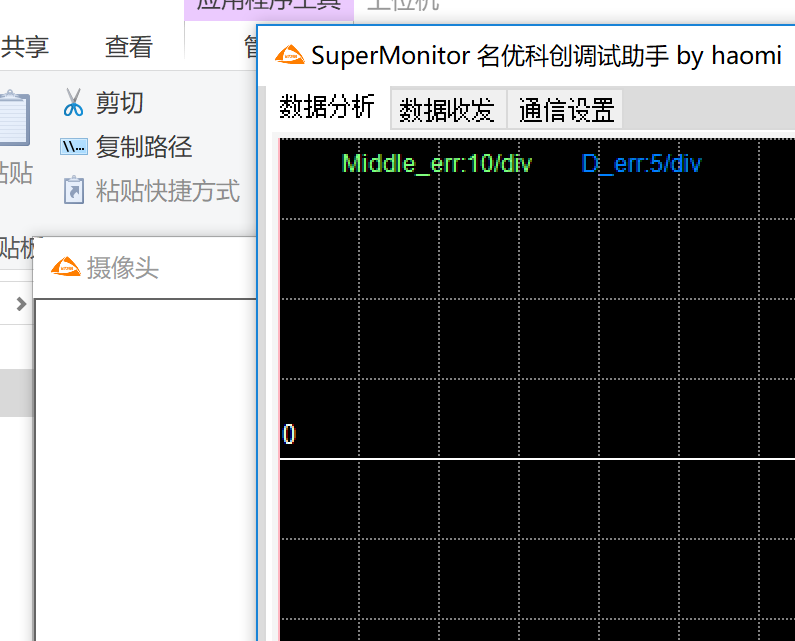 应用程序工具
上位机
共享
查看
剪切
复制路径
粘贴
粘贴快捷方式
贴板
摄像头
SuperMonitor 名优科创调试助手 by haomi
数据分析
数据收发
通信设置
Middle_err:10/div
D_err:5/div
0